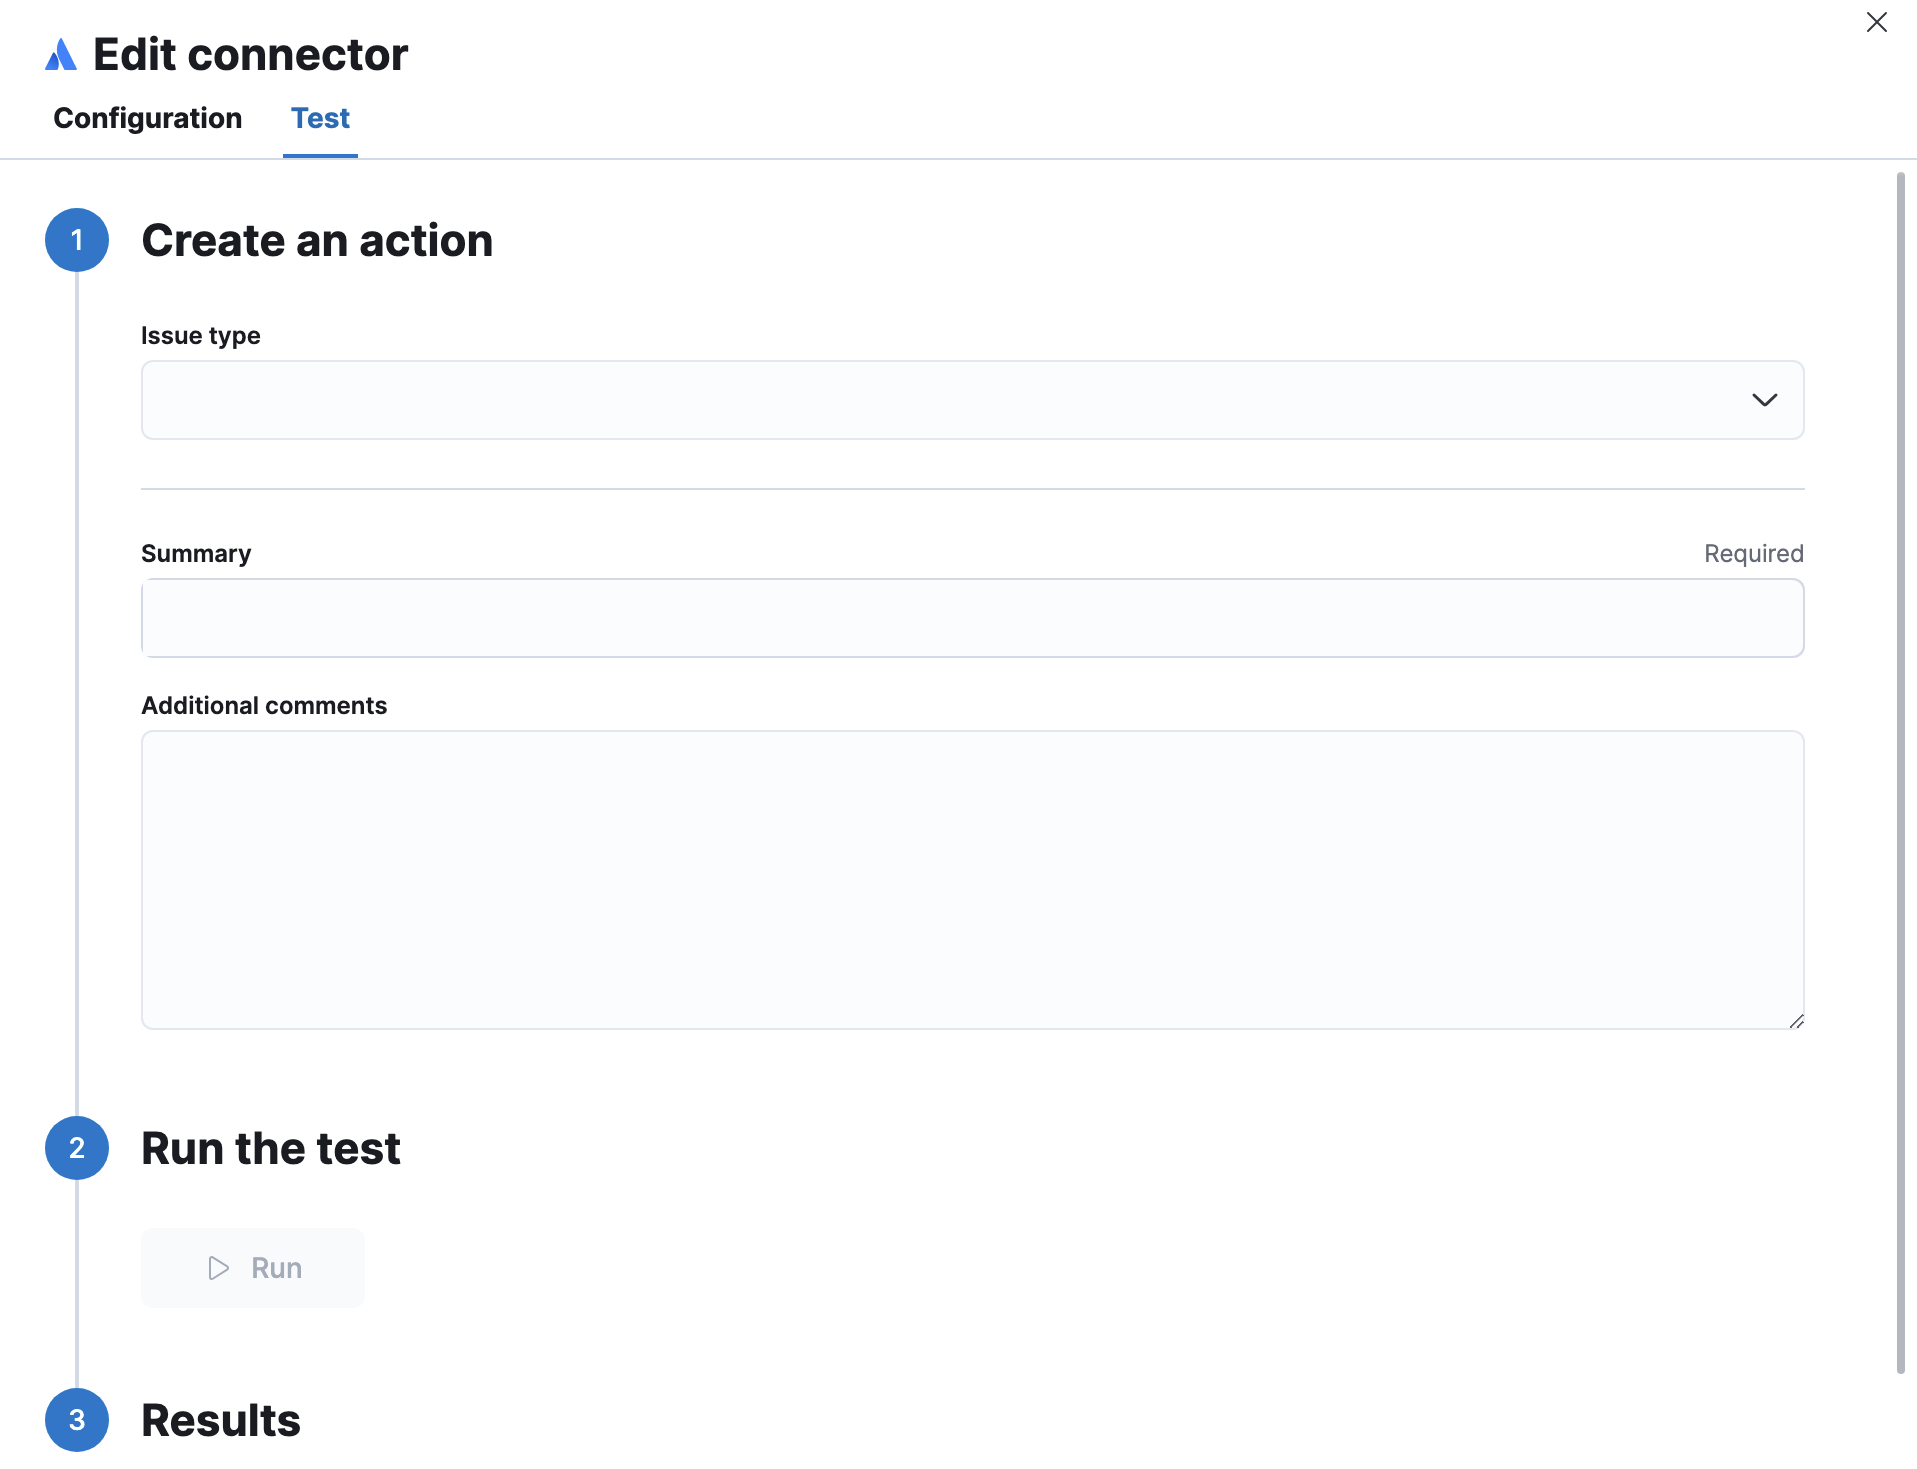 Edit connector
Configuration Test
1 Create an action
Issue type
Summary Required
Additional comments
2 Run the test
Run
3 Results